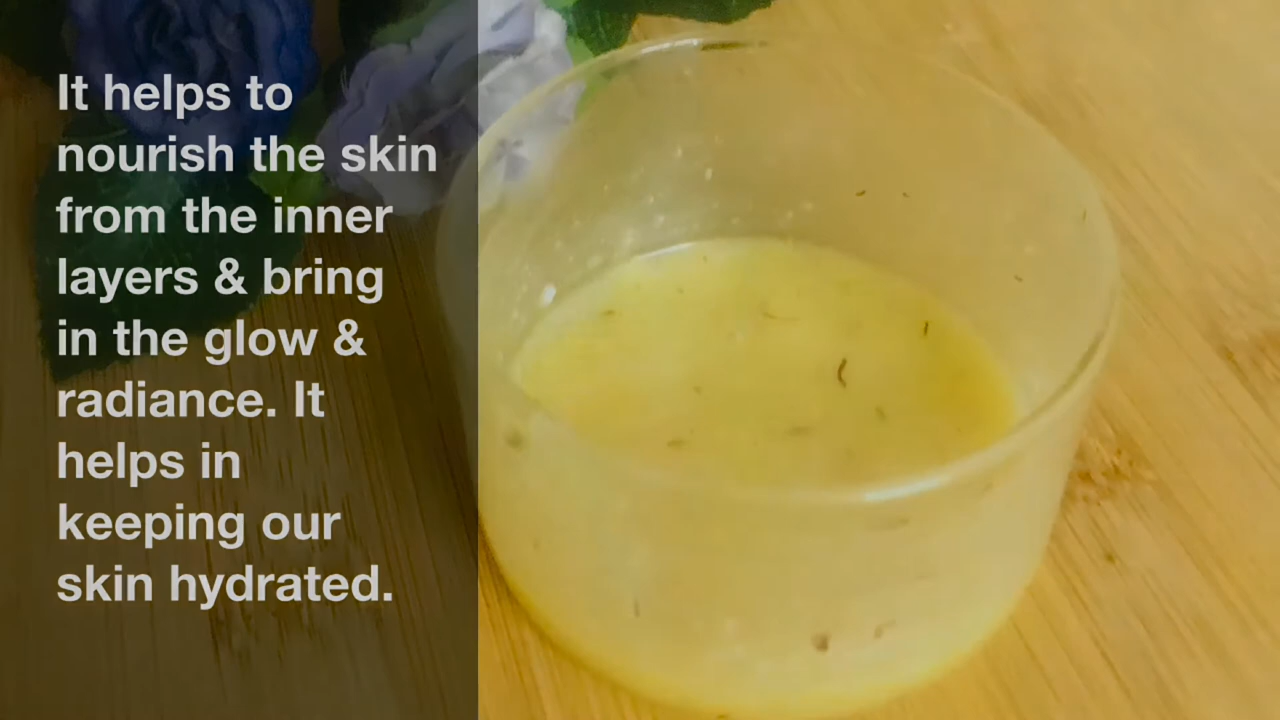 It helps to
nourish the skin
from the inner
layers & bring
in the glow &
radiance. It
helps in
keeping our
skin hydrated.